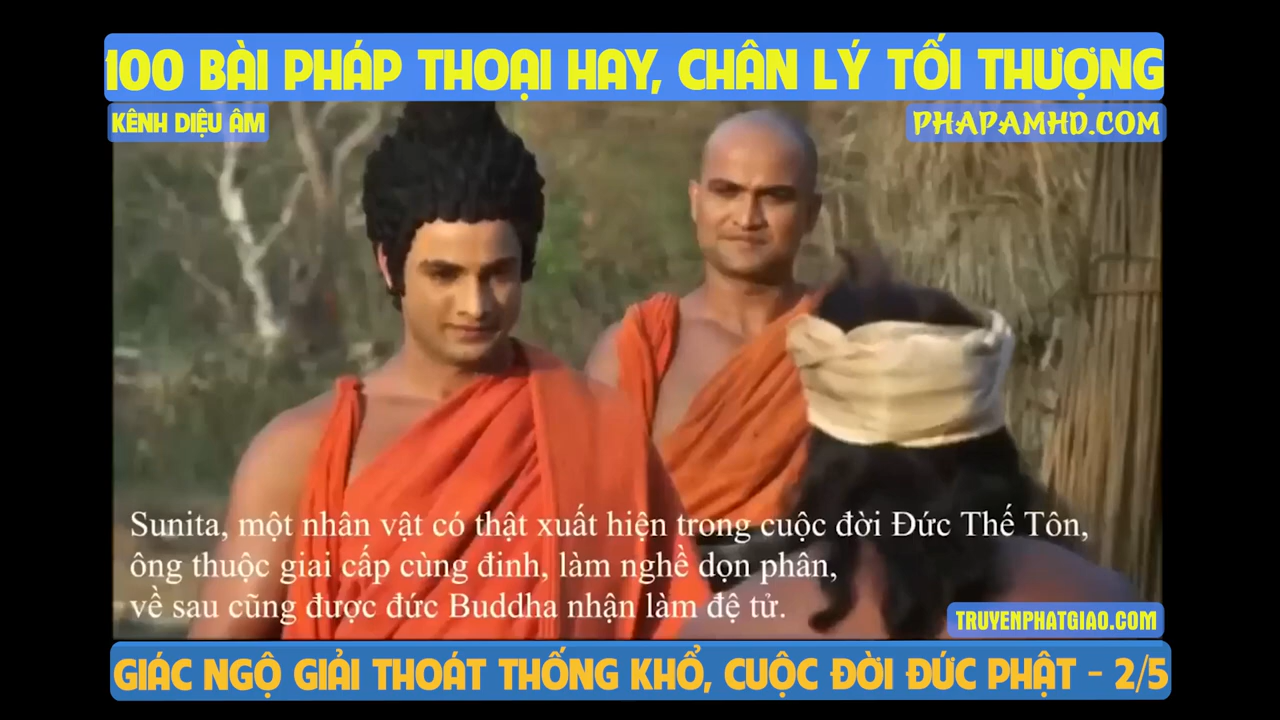 100 BÀI PHÁP THOẠI HAY, CHÂN LÝ TỐI THƯỢNG
KÊNH DIỆU ÂM
PHAPAMHD.COM
Sunita, một nhân vật có thật xuất hiện trong cuộc đời Đức Thế Tôn,
ông thuộc giai cấp cùng đinh, làm nghề dọn phân,
về sau cũng được đức Buddha nhận làm đệ tử.
TRUYENPHATGIAO.COM
GIÁC NGỘ GIẢI THOÁT THỐNG KHỔ, CUỘC ĐỜI ĐỨC PHẬT - 2/5